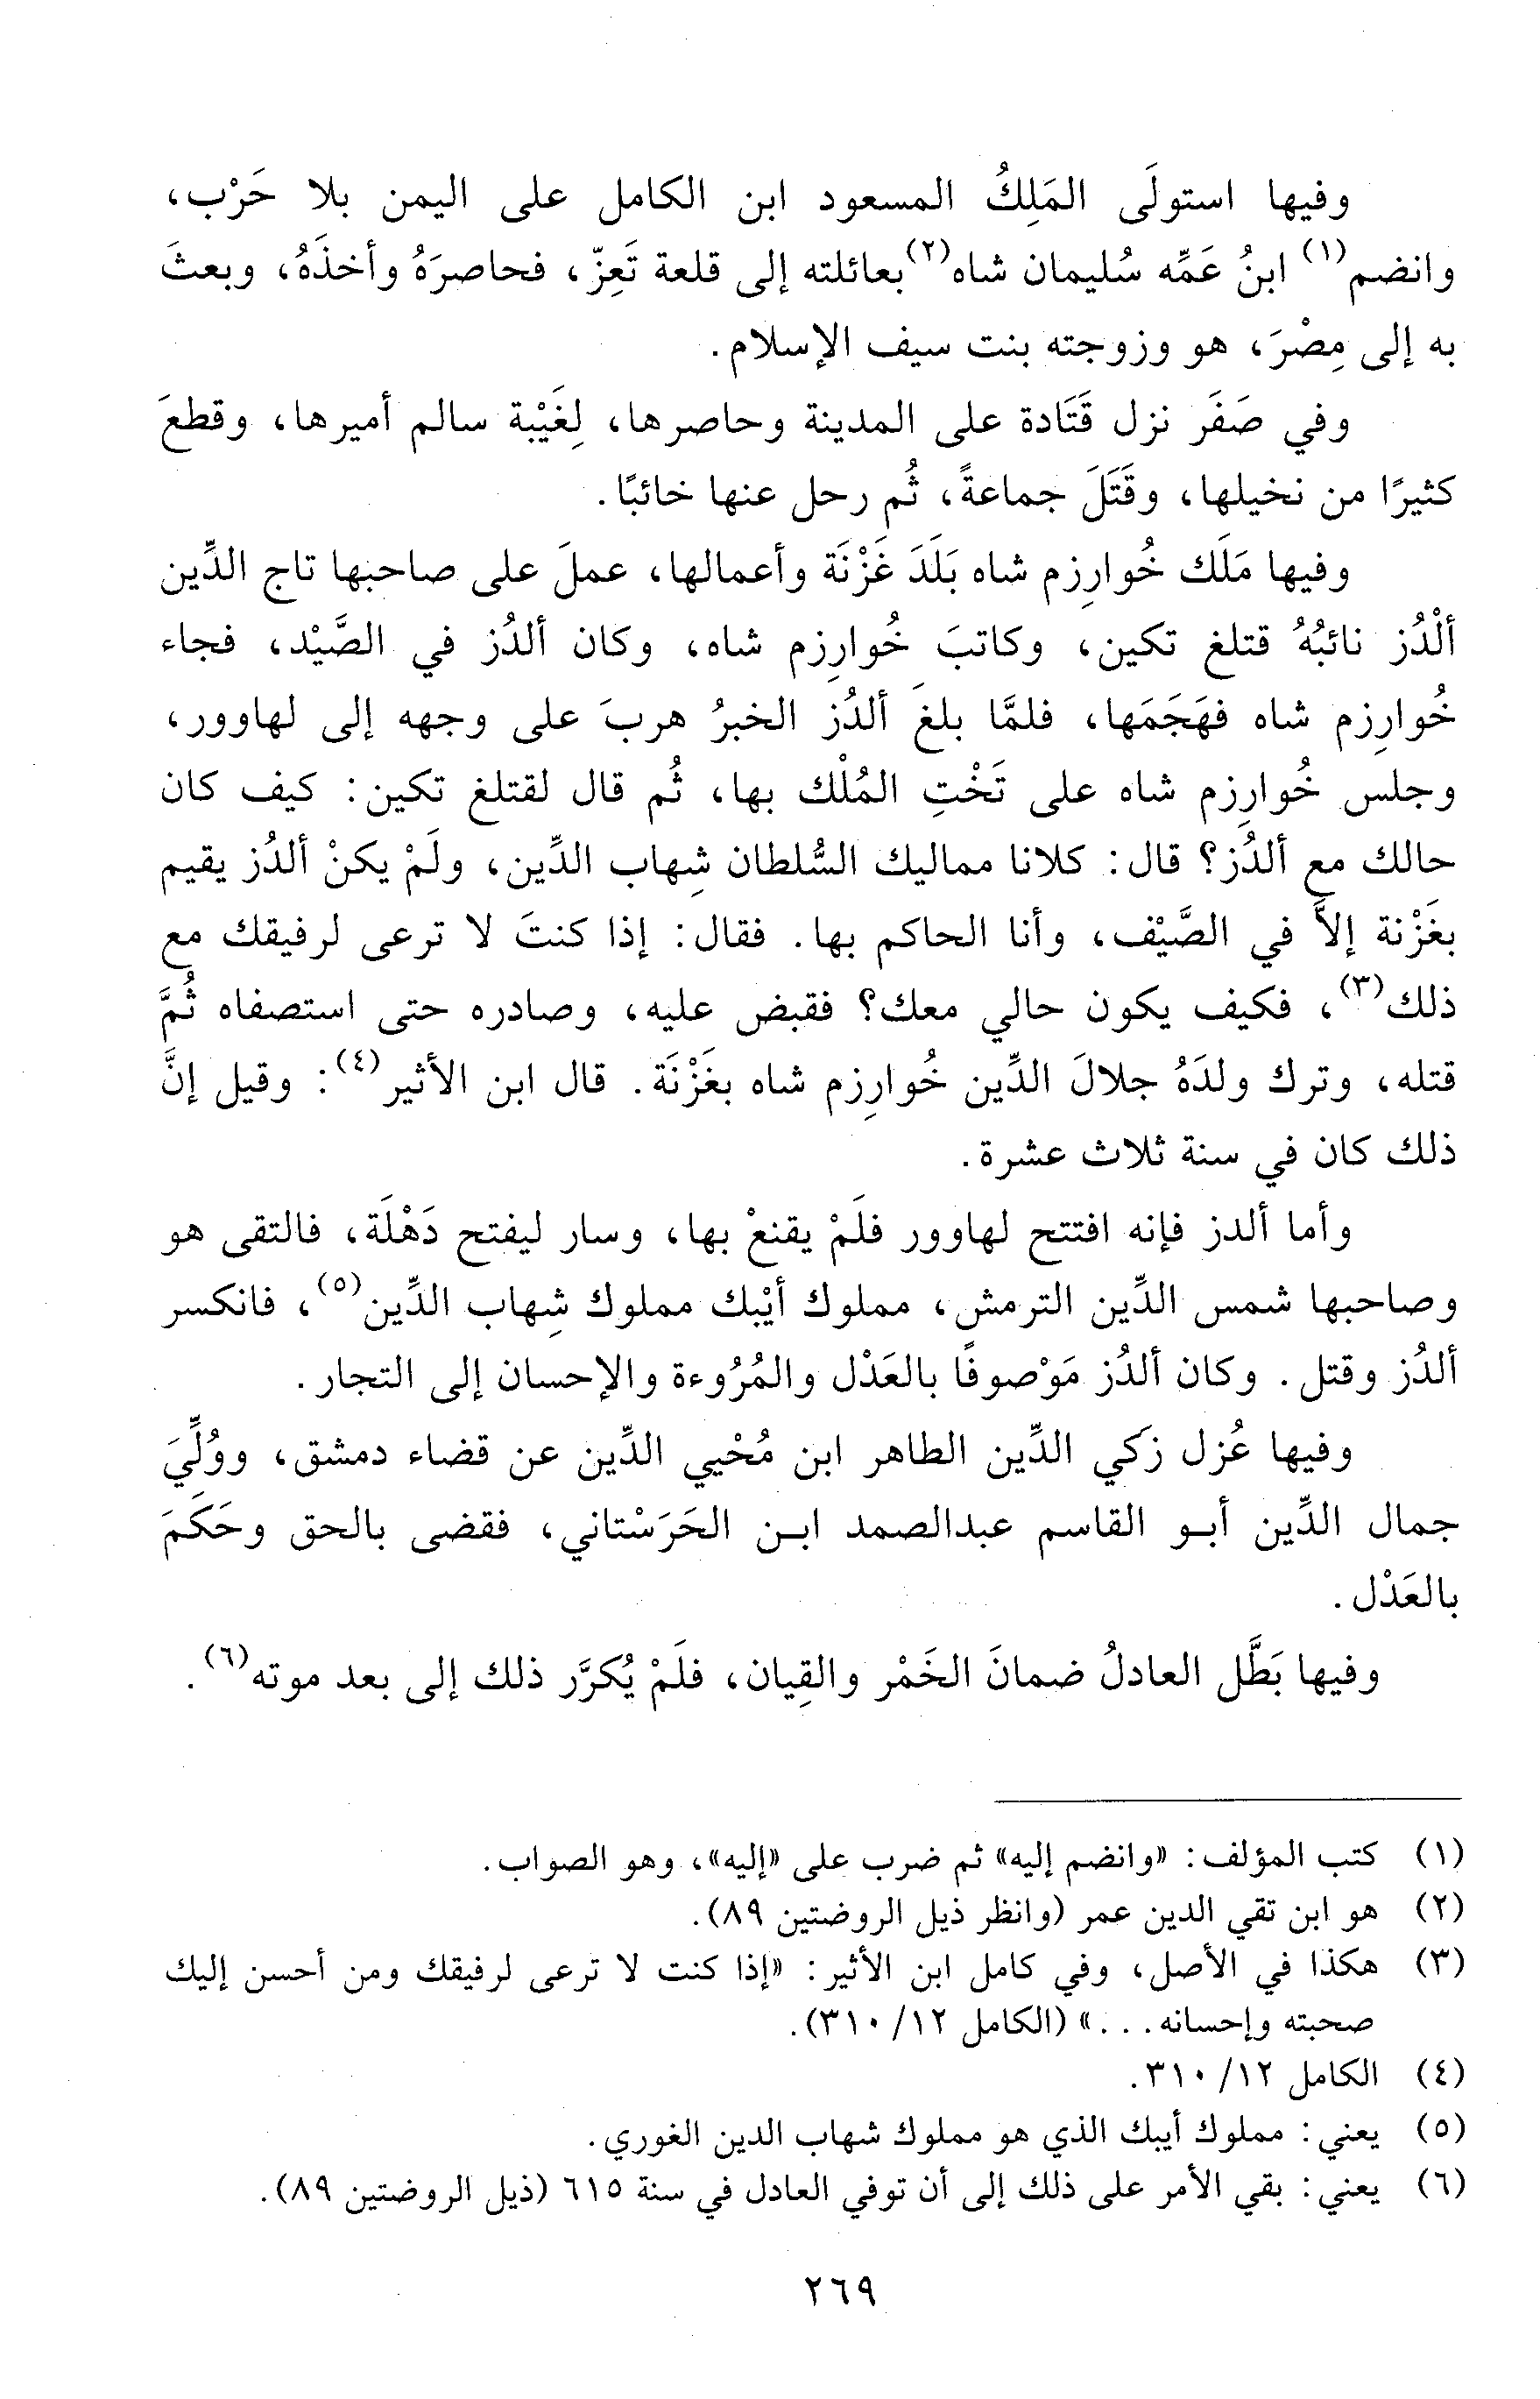 وفيها استولَى المَلِكُ المسعود ابن الكامل على اليمن بلا حَرْب،
وانضم(١) ابنُ عَمِّه سُليمان شاه(٢) بعائلته إلى قلعة تَعِزّ، فحاصرَهُ وأخذَهُ، وبعثَ
به إلى مِصْرَ، هو وزوجته بنت سيف الإسلام.
وفي صَفَر نزل قَتَادة على المدينة وحاصرها، لِغَيْبة سالم أميرها، وقطعَ
كثيرًا من نخيلها، وقَتَلَ جماعةً، ثُم رحل عنها خائبًا.
وفيها مَلَك خُوارِزم شاه بَلَدَ غَزْنَة وأعمالها، عملَ على صاحبها تاج الدِّين
ألْدُز نائبُهُ قتلغ تكين، وكاتبَ خُوارِزم شاه، وكان ألدُز في الصَّيْد، فجاء
خُوارِزم شاه فهَجَمَها، فلمَّا بلغَ ألدُز الخبرُ هربَ على وجهه إلى لهاوور،
وجلس خُوارِزم شاه على تَخْتِ المُلْك بها، ثُم قال لقتلغ تكين: كيف كان
حالك مع ألدُز؟ قال: كلانا مماليك السُّلطان شِهاب الدِّين، ولَمْ يكنْ ألدُز يقيم
بغَزْنة إلاَّ في الصَّيْف، وأنا الحاكم بها. فقال: إذا كنتَ لا ترعى لرفيقك مع
ذلك(٣)، فكيف يكون حالي معك؟ فقبض عليه، وصادره حتى استصفاه ثُمَّ
قتله، وترك ولدَهُ جلالَ الدِّين خُوارِزم شاه بغَزْنَة. قال ابن الأثير(٤): وقيل إنَّ
ذلك كان في سنة ثلاث عشرة.
وأما ألدز فإنه افتتح لهاوور فلَمْ يقنعْ بها، وسار ليفتح دَهْلَة، فالتقى هو
وصاحبها شمس الدِّين الترمش، مملوك أيْبك مملوك شِهاب الدِّين(٥)، فانكسر
ألدُز وقتل. وكان ألدُز مَوْصوفًا بالعَدْل والمُرُوءة والإحسان إلى التجار.
وفيها عُزل زكي الدِّين الطاهر ابن مُحْيي الدِّين عن قضاء دمشق، ووُلِّيَ
جمال الدِّين أبو القاسم عبدالصمد ابن الحَرَسْتاني، فقضى بالحق وحَكَمَ
بالعَدْل.
وفيها بَطَّل العادلُ ضمانَ الخَمْر والقِيان، فلَمْ يُكرَّر ذلك إلى بعد موته(٦).
(١) كتب المؤلف: «وانضم إليه» ثم ضرب على «إليه»، وهو الصواب.
(٢) هو ابن تقي الدين عمر (وانظر ذيل الروضتين ٨٩).
(٣) هكذا في الأصل، وفي كامل ابن الأثير: «إذا كنت لا ترعى لرفيقك ومن أحسن إليك
صحبته وإحسانه...» (الكامل ١٢/ ٣١٠).
(٤) الكامل ١٢/ ٣١٠.
(٥) يعني: مملوك أيبك الذي هو مملوك شهاب الدين الغوري.
(٦) يعني: بقي الأمر على ذلك إلى أن توفي العادل في سنة ٦١٥ (ذيل الروضتين ٨٩).
٢٦٩